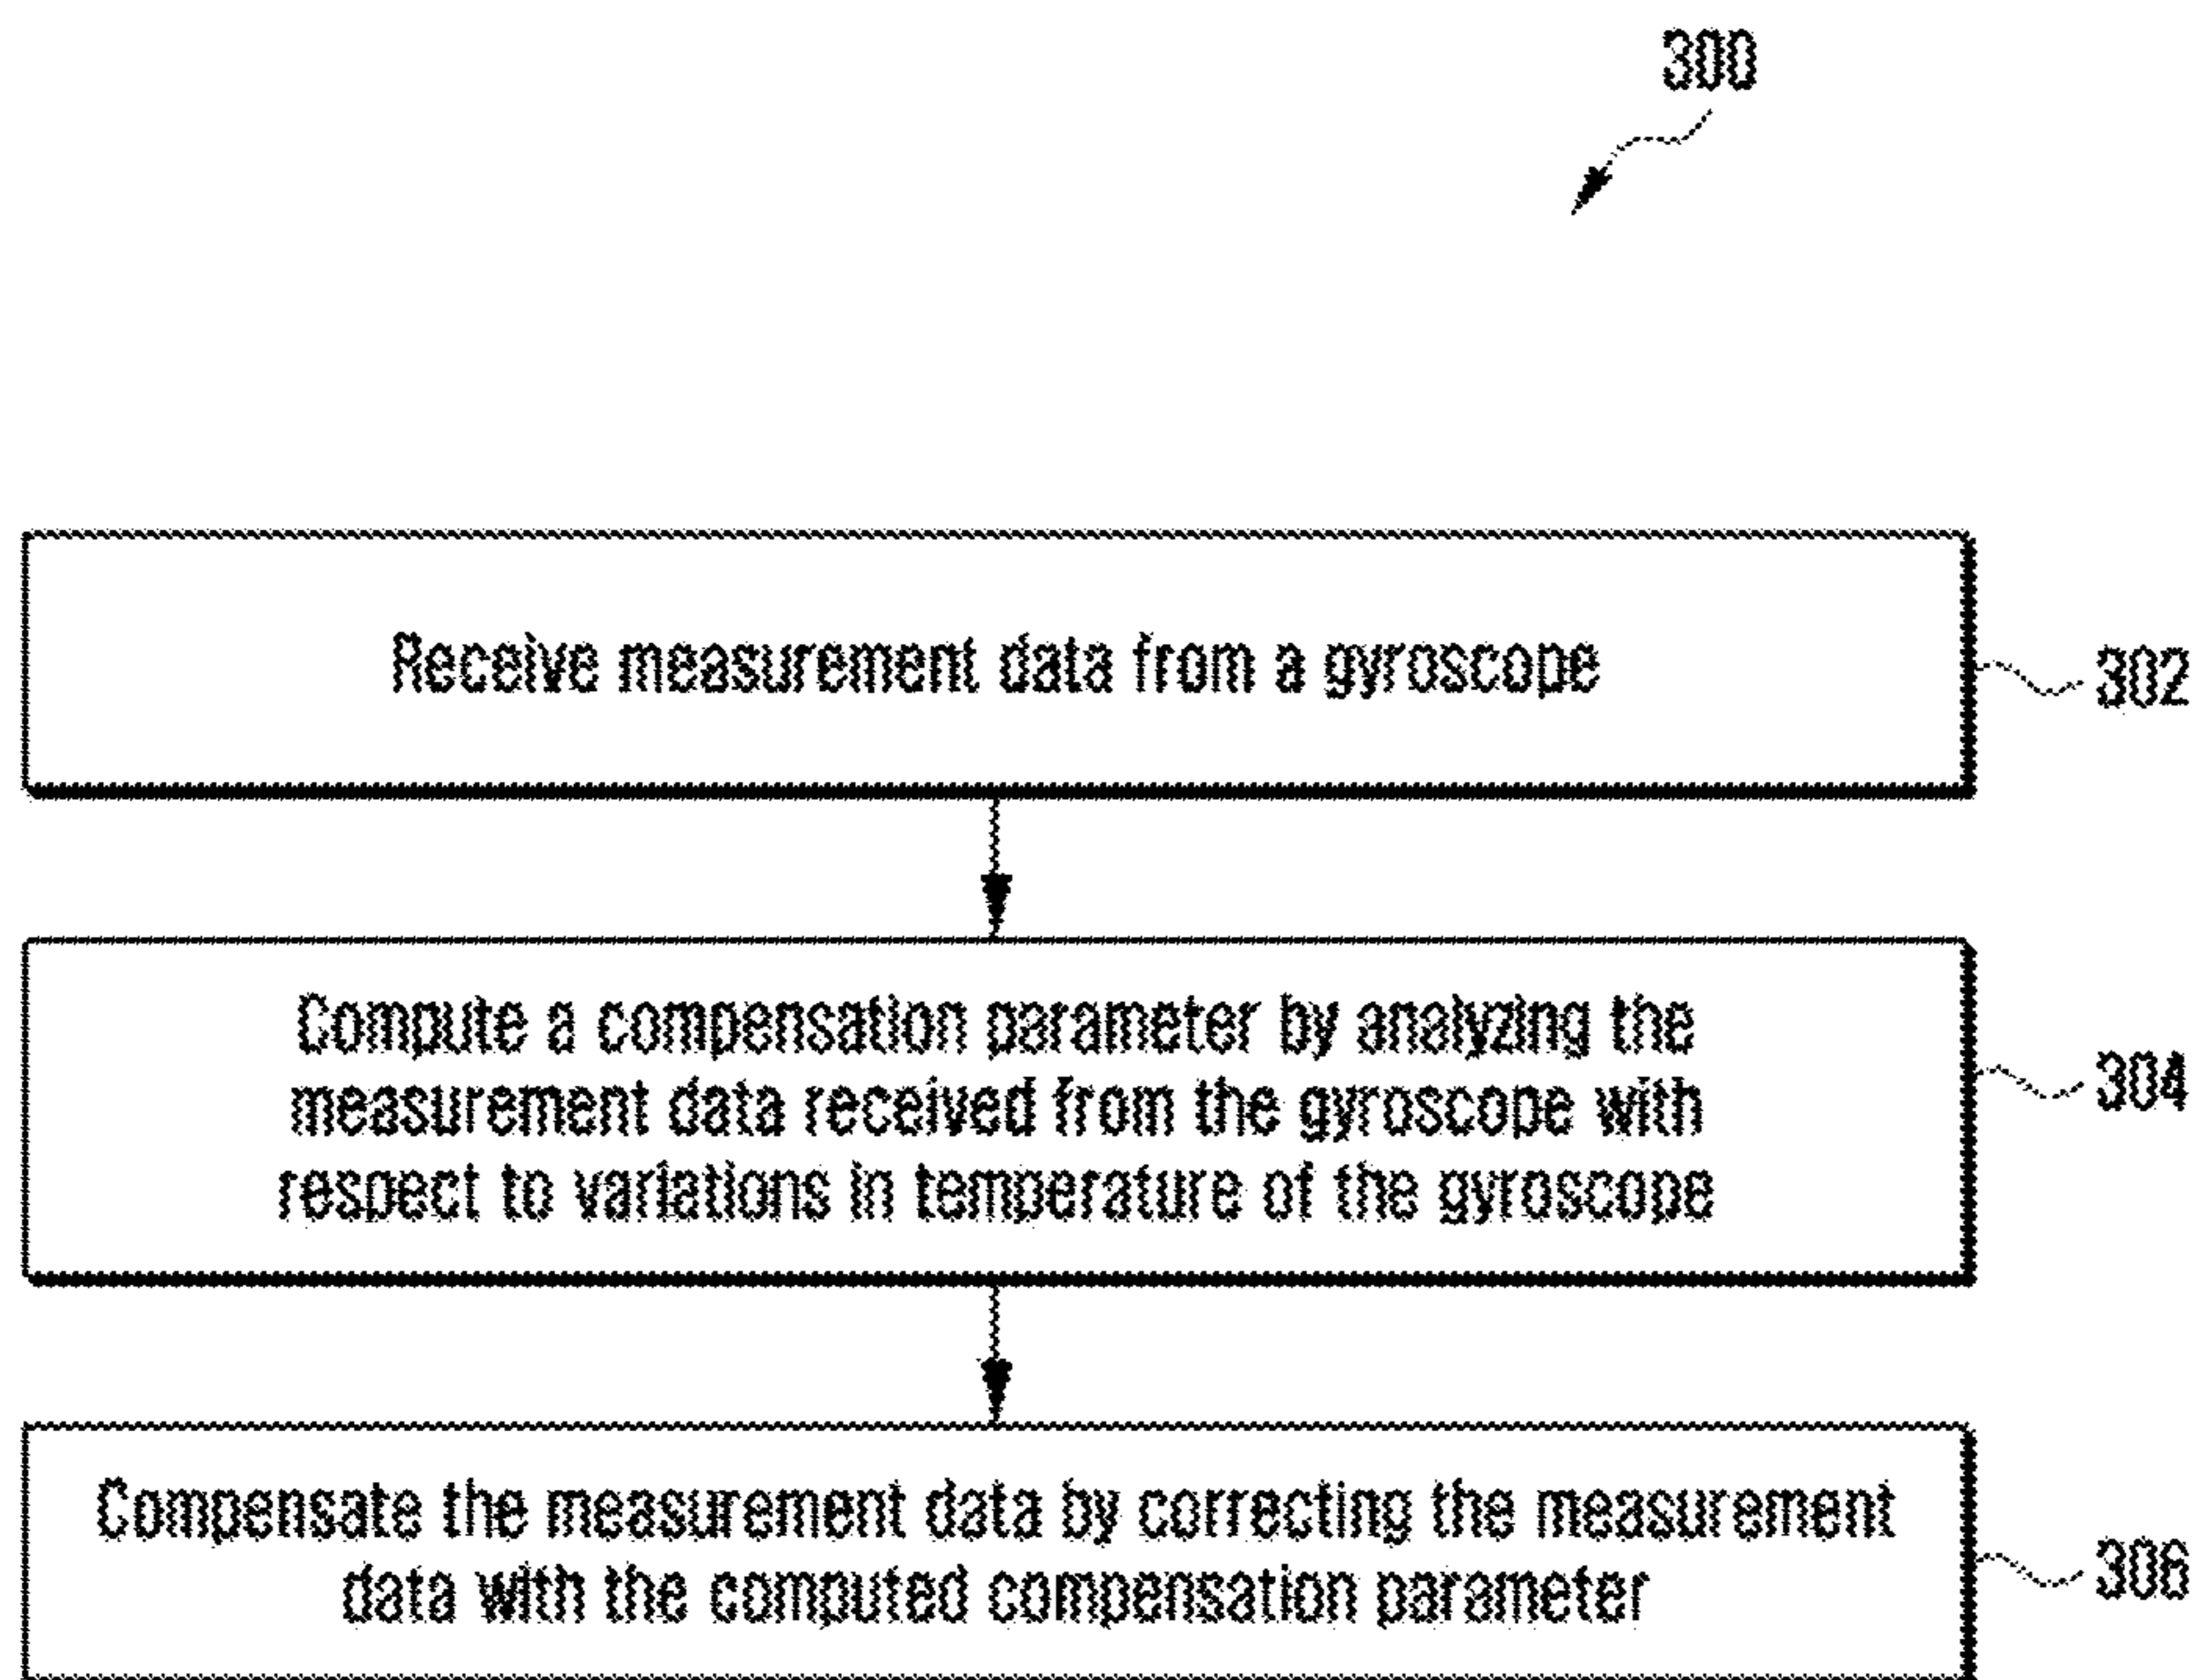 300
Receive measurement data from a gyroscope
302
Compute a compensation parameter by analyzing the
measurement data received from the gyroscope with
respect to variations in temperature of the gyroscope
304
Compensate the measurement data by correcting the measurement
data with the computed compensation parameter
306